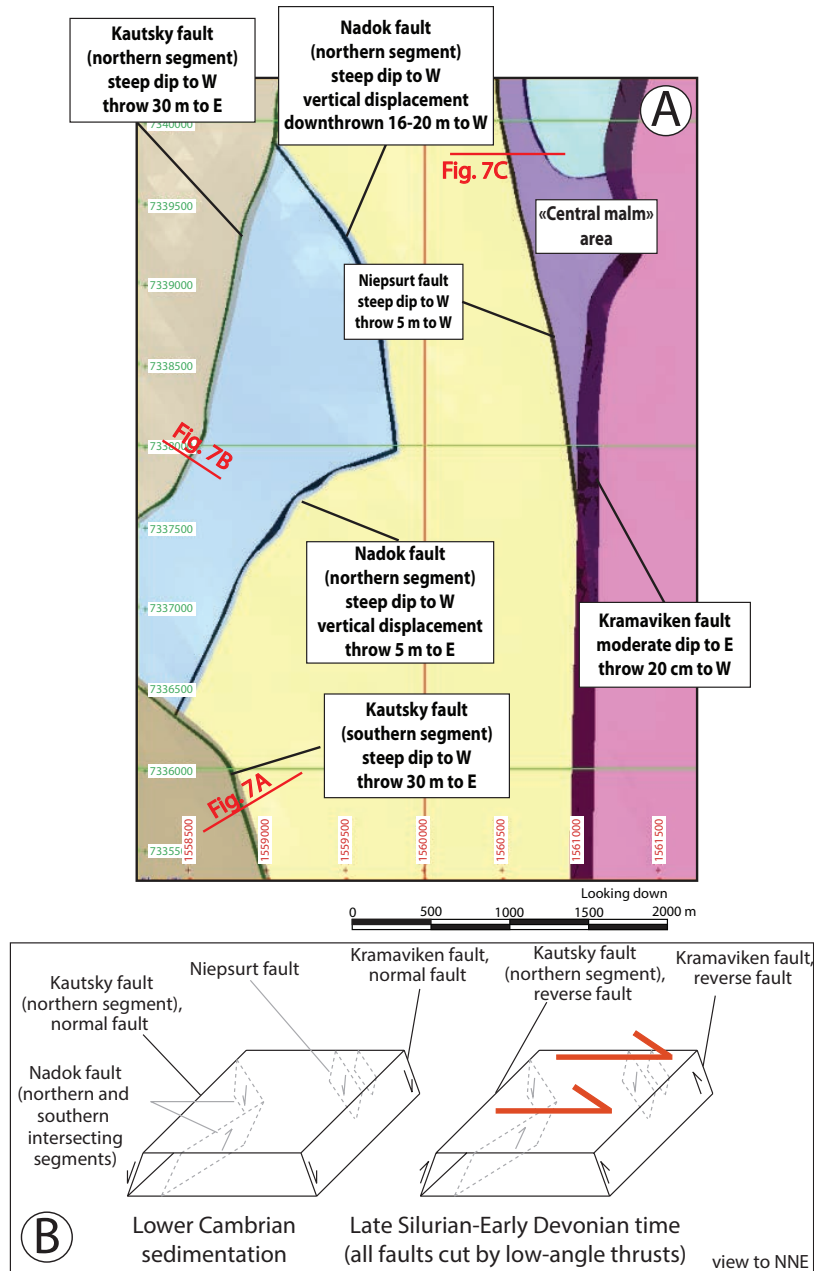 Kautsky fault
(northern segment)
steep dip to W
throw 30 m to E
Nadok fault
(northern segment)
steep dip to W
vertical displacement
downthrown 16-20 m to W
A
7340000
Fig. 7C
7339500
«Central malm»
area
7339000
Niepsurt fault
steep dip to W
throw 5 m to W
7338500
7338000
Fig. 7B
7337500
Nadok fault
(northern segment)
steep dip to W
vertical displacement
throw 5 m to E
7337000
Kramaviken fault
moderate dip to E
throw 20 cm to W
7336500
Kautsky fault
(southern segment)
steep dip to W
throw 30 m to E
7336000
Fig. 7A
7335500
1558500
1559000
1559500
1560000
1560500
1561000
1561500
Looking down
0 500 1000 1500 2000 m
Kautsky fault
(northern segment),
normal fault
Niepsurt fault
Kramaviken fault,
normal fault
Kautsky fault
(northern segment),
reverse fault
Kramaviken fault,
reverse fault
Nadok fault
(northern and
southern
intersecting
segments)
B
Lower Cambrian
sedimentation
Late Silurian-Early Devonian time
(all faults cut by low-angle thrusts)
view to NNE